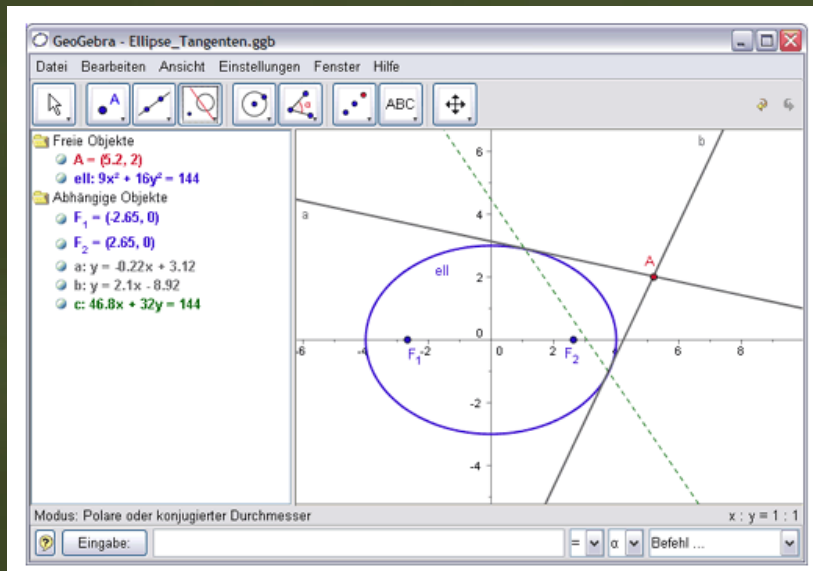 GeoGebra - Ellipse_Tangenten.ggb
Datei Bearbeiten Ansicht Einstellungen Fenster Hilfe
A
α
ABC
Freie Objekte
A = (5.2, 2)
ell: 9x² + 16y² = 144
Abhängige Objekte
F₁ = (-2.65, 0)
F₂ = (2.65, 0)
a: y = -0.22x + 3.12
b: y = 2.1x - 8.92
c: 46.8x + 32y = 144
b
6
4
a
ell
2
A
0
-6 -4 -2 0 2 4 6 8
F₁ F₂
-2
-4
Modus: Polare oder konjugierter Durchmesser
x : y = 1 : 1
? Eingabe: = α Befehl ...